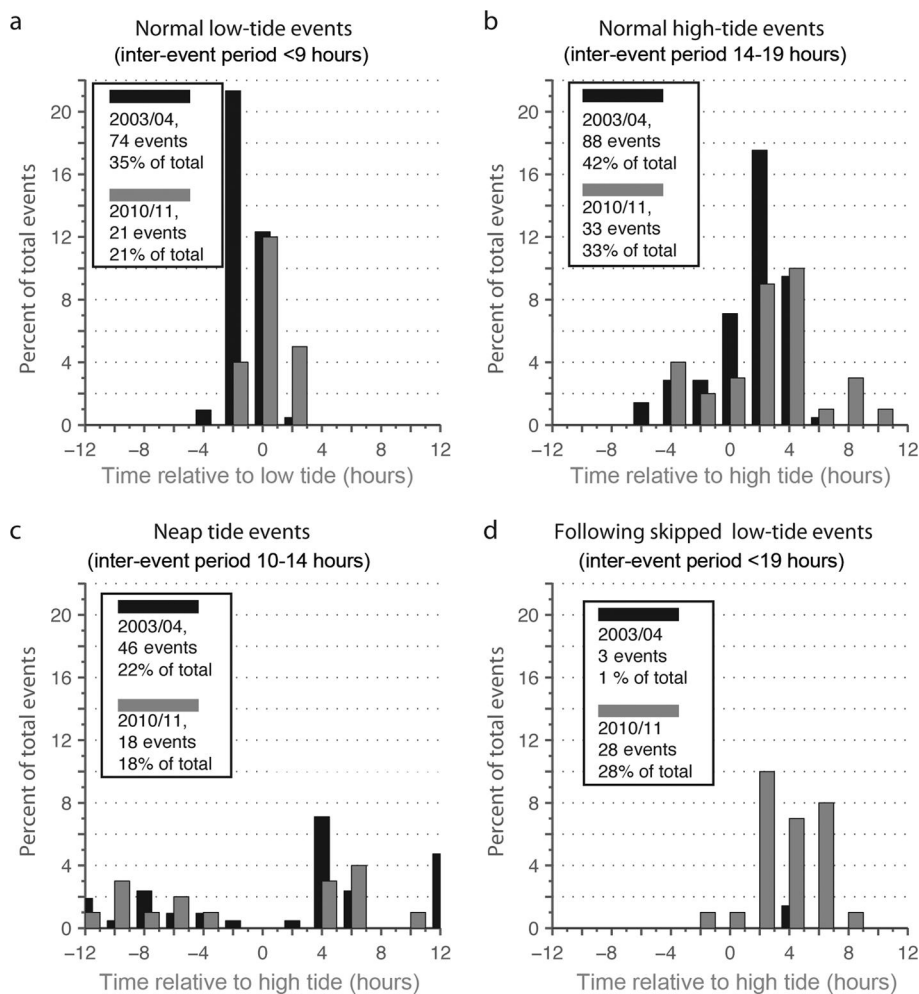 a
Normal low-tide events
(inter-event period <9 hours)
Percent of total events
20
16
12
8
4
0
2003/04,
74 events
35% of total
2010/11,
21 events
21% of total
−12 −8 −4 0 4 8 12
Time relative to low tide (hours)
b
Normal high-tide events
(inter-event period 14-19 hours)
Percent of total events
20
16
12
8
4
0
2003/04,
88 events
42% of total
2010/11,
33 events
33% of total
−12 −8 −4 0 4 8 12
Time relative to high tide (hours)
c
Neap tide events
(inter-event period 10-14 hours)
Percent of total events
20
16
12
8
4
0
2003/04,
46 events
22% of total
2010/11,
18 events
18% of total
−12 −8 −4 0 4 8 12
Time relative to high tide (hours)
d
Following skipped low-tide events
(inter-event period <19 hours)
Percent of total events
20
16
12
8
4
0
2003/04
3 events
1 % of total
2010/11
28 events
28% of total
−12 −8 −4 0 4 8 12
Time relative to high tide (hours)